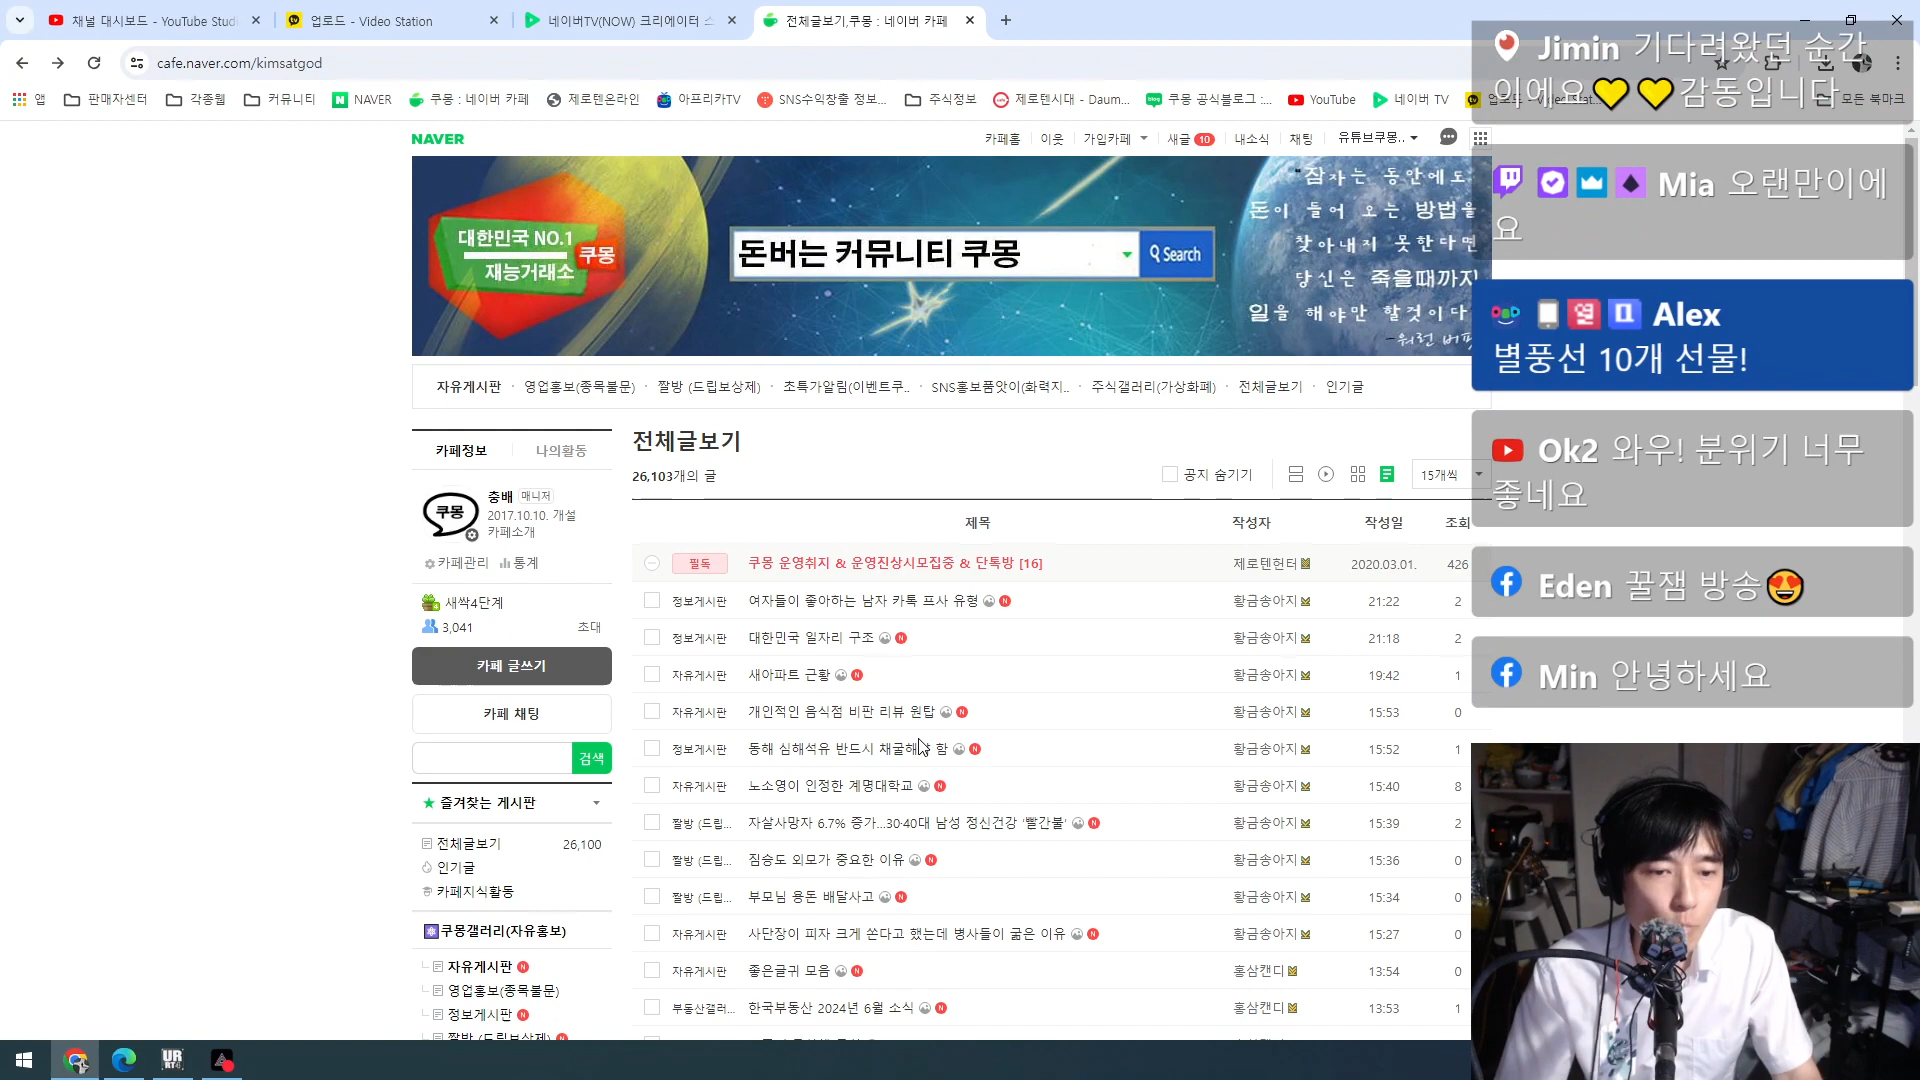 채널 대시보드 - YouTube Stud
업로드 - Video Station
네이버TV(NOW) 크리에이터 스
전체글보기,쿠몽 : 네이버 카페
cafe.naver.com/kimsatgod
앱
판매자센터
각종웹
커뮤니티
NAVER
쿠몽 : 네이버 카페
제로텐온라인
아프리카TV
SNS수익창출 정보...
주식정보
제로텐시대 - Daum...
쿠몽 공식블로그 :...
YouTube
네이버 TV
모든 북마크
NAVER
카페홈
이웃
가입카페
새글 10
내소식
채팅
유튜브쿠몽..
대한민국 NO.1
쿠몽
재능거래소
돈버는 커뮤니티 쿠몽
Search
"잠자는 동안에도
돈이 들어 오는 방법을
찾아내지 못한다면
당신은 죽을때까지
일을 해야만 할것이다
-워런 버핏
자유게시판 · 영업홍보(종목불문) · 짤방 (드립보상제) · 초특가알림(이벤트쿠.. · SNS홍보품앗이(화력지.. · 주식갤러리(가상화폐) · 전체글보기 · 인기글
카페정보
나의활동
쿠몽
충배 매니저
2017.10.10. 개설
카페소개
카페관리
통계
새싹4단계
3,041
초대
카페 글쓰기
카페 채팅
검색
즐겨찾는 게시판
전체글보기 26,100
인기글
카페지식활동
쿠몽갤러리(자유홍보)
자유게시판 N
영업홍보(종목불문)
정보게시판 N
짤방 (드립보상제)
전체글보기
26,103개의 글
공지 숨기기
15개씩
제목 작성자 작성일 조회
필독 쿠몽 운영취지 & 운영진상시모집중 & 단톡방 [16] 제로텐헌터 2020.03.01. 426
정보게시판 여자들이 좋아하는 남자 카톡 프사 유형 N 황금송아지 21:22 2
정보게시판 대한민국 일자리 구조 N 황금송아지 21:18 2
자유게시판 새아파트 근황 N 황금송아지 19:42 1
자유게시판 개인적인 음식점 비판 리뷰 원탑 N 황금송아지 15:53 0
정보게시판 동해 심해석유 반드시 채굴해야 함 N 황금송아지 15:52 1
자유게시판 노소영이 인정한 계명대학교 N 황금송아지 15:40 8
짤방 (드립... 자살사망자 6.7% 증가...30·40대 남성 정신건강 '빨간불' N 황금송아지 15:39 2
짤방 (드립... 짐승도 외모가 중요한 이유 N 황금송아지 15:36 0
짤방 (드립... 부모님 용돈 배달사고 N 황금송아지 15:34 0
자유게시판 사단장이 피자 크게 쏜다고 했는데 병사들이 굶은 이유 N 황금송아지 15:27 0
자유게시판 좋은글귀 모음 N 홍삼캔디 13:54 0
부동산갤러... 한국부동산 2024년 6월 소식 N 홍삼캔디 13:53 1
Jimin 기다려왔던 순간
이에요💛💛감동입니다
Mia 오랜만이에
요
Alex
별풍선 10개 선물!
Ok2 와우! 분위기 너무
좋네요
Eden 꿀잼 방송😍
Min 안녕하세요